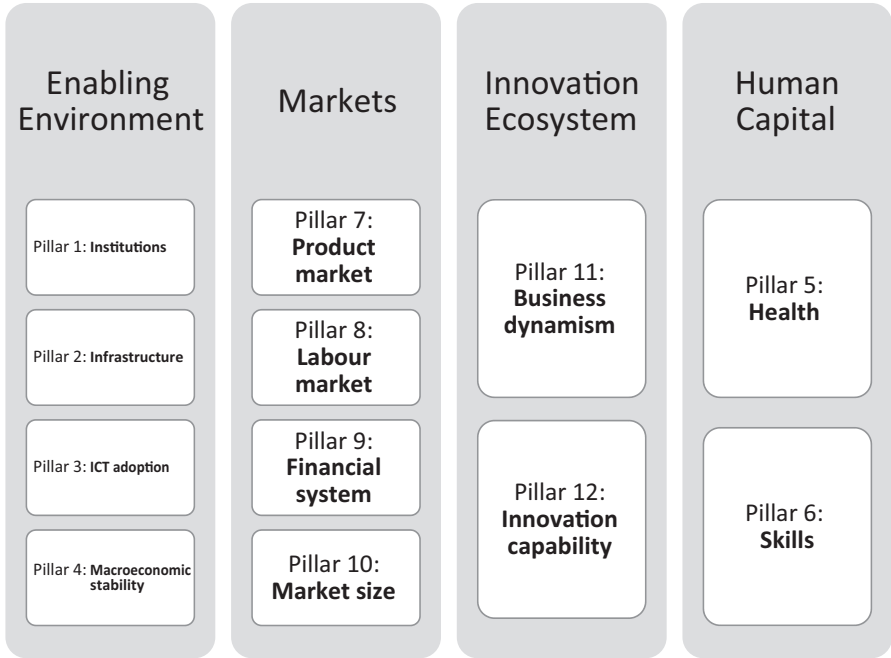 Enabling
Environment
Pillar 1: Institutions
Pillar 2: Infrastructure
Pillar 3: ICT adoption
Pillar 4: Macroeconomic
stability
Markets
Pillar 7:
Product
market
Pillar 8:
Labour
market
Pillar 9:
Financial
system
Pillar 10:
Market size
Innovation
Ecosystem
Pillar 11:
Business
dynamism
Pillar 12:
Innovation
capability
Human
Capital
Pillar 5:
Health
Pillar 6:
Skills